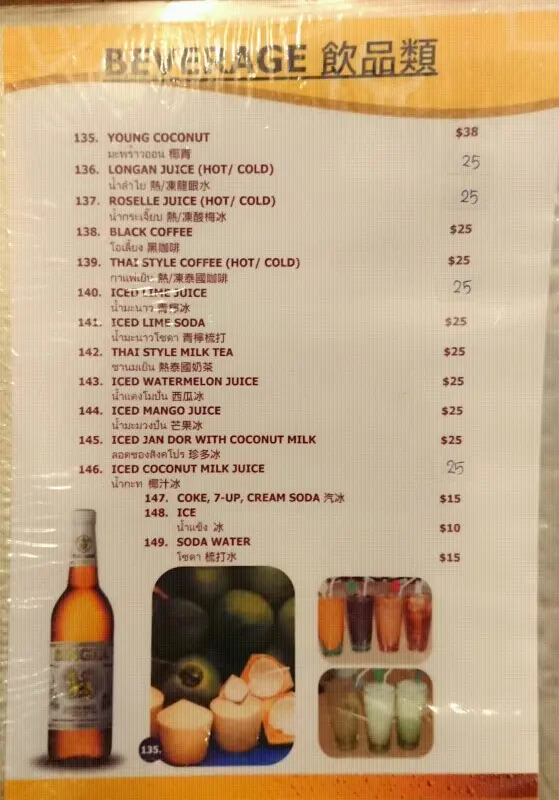 BEVERAGE 飲品類
135. YOUNG COCONUT $38
มะพร้าวออน 椰青
136. LONGAN JUICE (HOT/ COLD) 25
น้ำลำไย 熱/凍龍眼水
137. ROSELLE JUICE (HOT/ COLD) 25
น้ำกระเจี๊ยบ 熱/凍酸梅冰
138. BLACK COFFEE $25
โอเลี้ยง 黑咖啡
139. THAI STYLE COFFEE (HOT/ COLD) $25
กาแฟเย็น 熱/凍泰國咖啡
140. ICED LIME JUICE 25
น้ำมะนาว 青檸冰
141. ICED LIME SODA $25
น้ำมะนาวโซดา 青檸梳打
142. THAI STYLE MILK TEA $25
ชานมเย็น 熱泰國奶茶
143. ICED WATERMELON JUICE $25
น้ำแตงโมปั่น 西瓜冰
144. ICED MANGO JUICE $25
น้ำมะมวงปั่น 芒果冰
145. ICED JAN DOR WITH COCONUT MILK $25
ลอดชองสิงคโปร 珍多冰
146. ICED COCONUT MILK JUICE 25
น้ำกะท 椰汁冰
147. COKE, 7-UP, CREAM SODA 汽冰 $15
148. ICE
น้ำแข็ง 冰 $10
149. SODA WATER
โซดา 梳打水 $15
SINGHA
135.